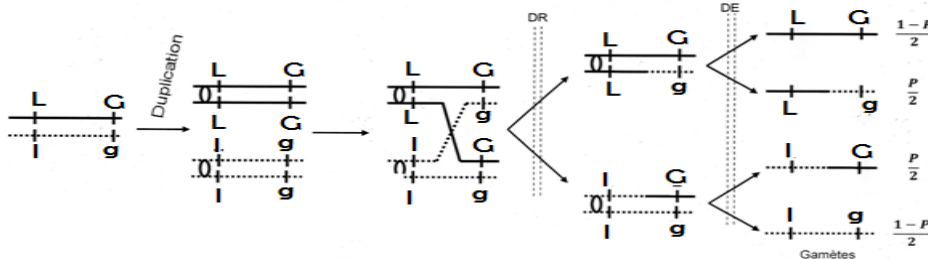 L
l g
Duplication
L G
L G
l g
l g
L G
L g
l G
l g
DR
L G
L g
l G
l g
DE
L G 1−P/2
L g P/2
l G P/2
l g 1−P/2
Gamètes